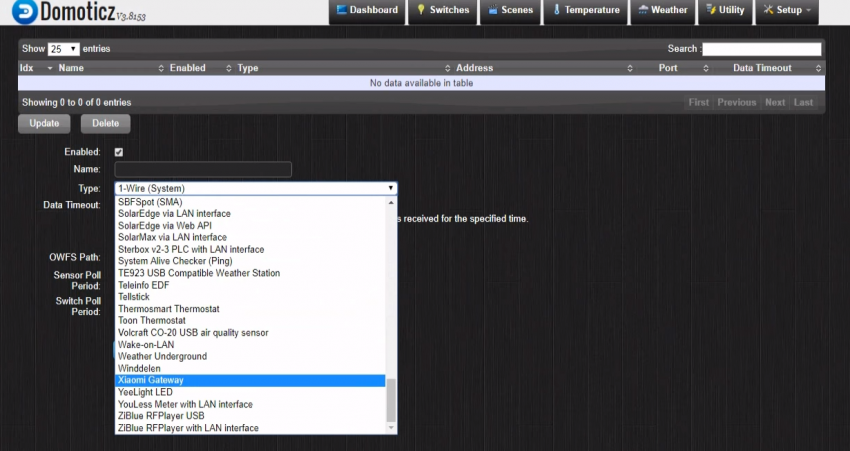 Domoticz V3.8153
Dashboard Switches Scenes Temperature Weather Utility Setup
Show 25 entries Search:
Idx Name Enabled Type Address Port Data Timeout
No data available in table
Showing 0 to 0 of 0 entries First Previous Next Last
Update Delete
Enabled:
Name:
Type: 1-Wire (System)
Data Timeout:
SBFSpot (SMA)
SolarEdge via LAN interface
s received for the specified time.
SolarEdge via Web API
SolarMax via LAN interface
Sterbox v2-3 PLC with LAN interface
OWFS Path:
System Alive Checker (Ping)
TE923 USB Compatible Weather Station
Sensor Poll
Period:
Teleinfo EDF
Tellstick
Switch Poll
Period:
Thermosmart Thermostat
Toon Thermostat
Volcraft CO-20 USB air quality sensor
Wake-on-LAN
Weather Underground
Winddelen
Xiaomi Gateway
YeeLight LED
YouLess Meter with LAN interface
ZiBlue RFPlayer USB
ZiBlue RFPlayer with LAN interface